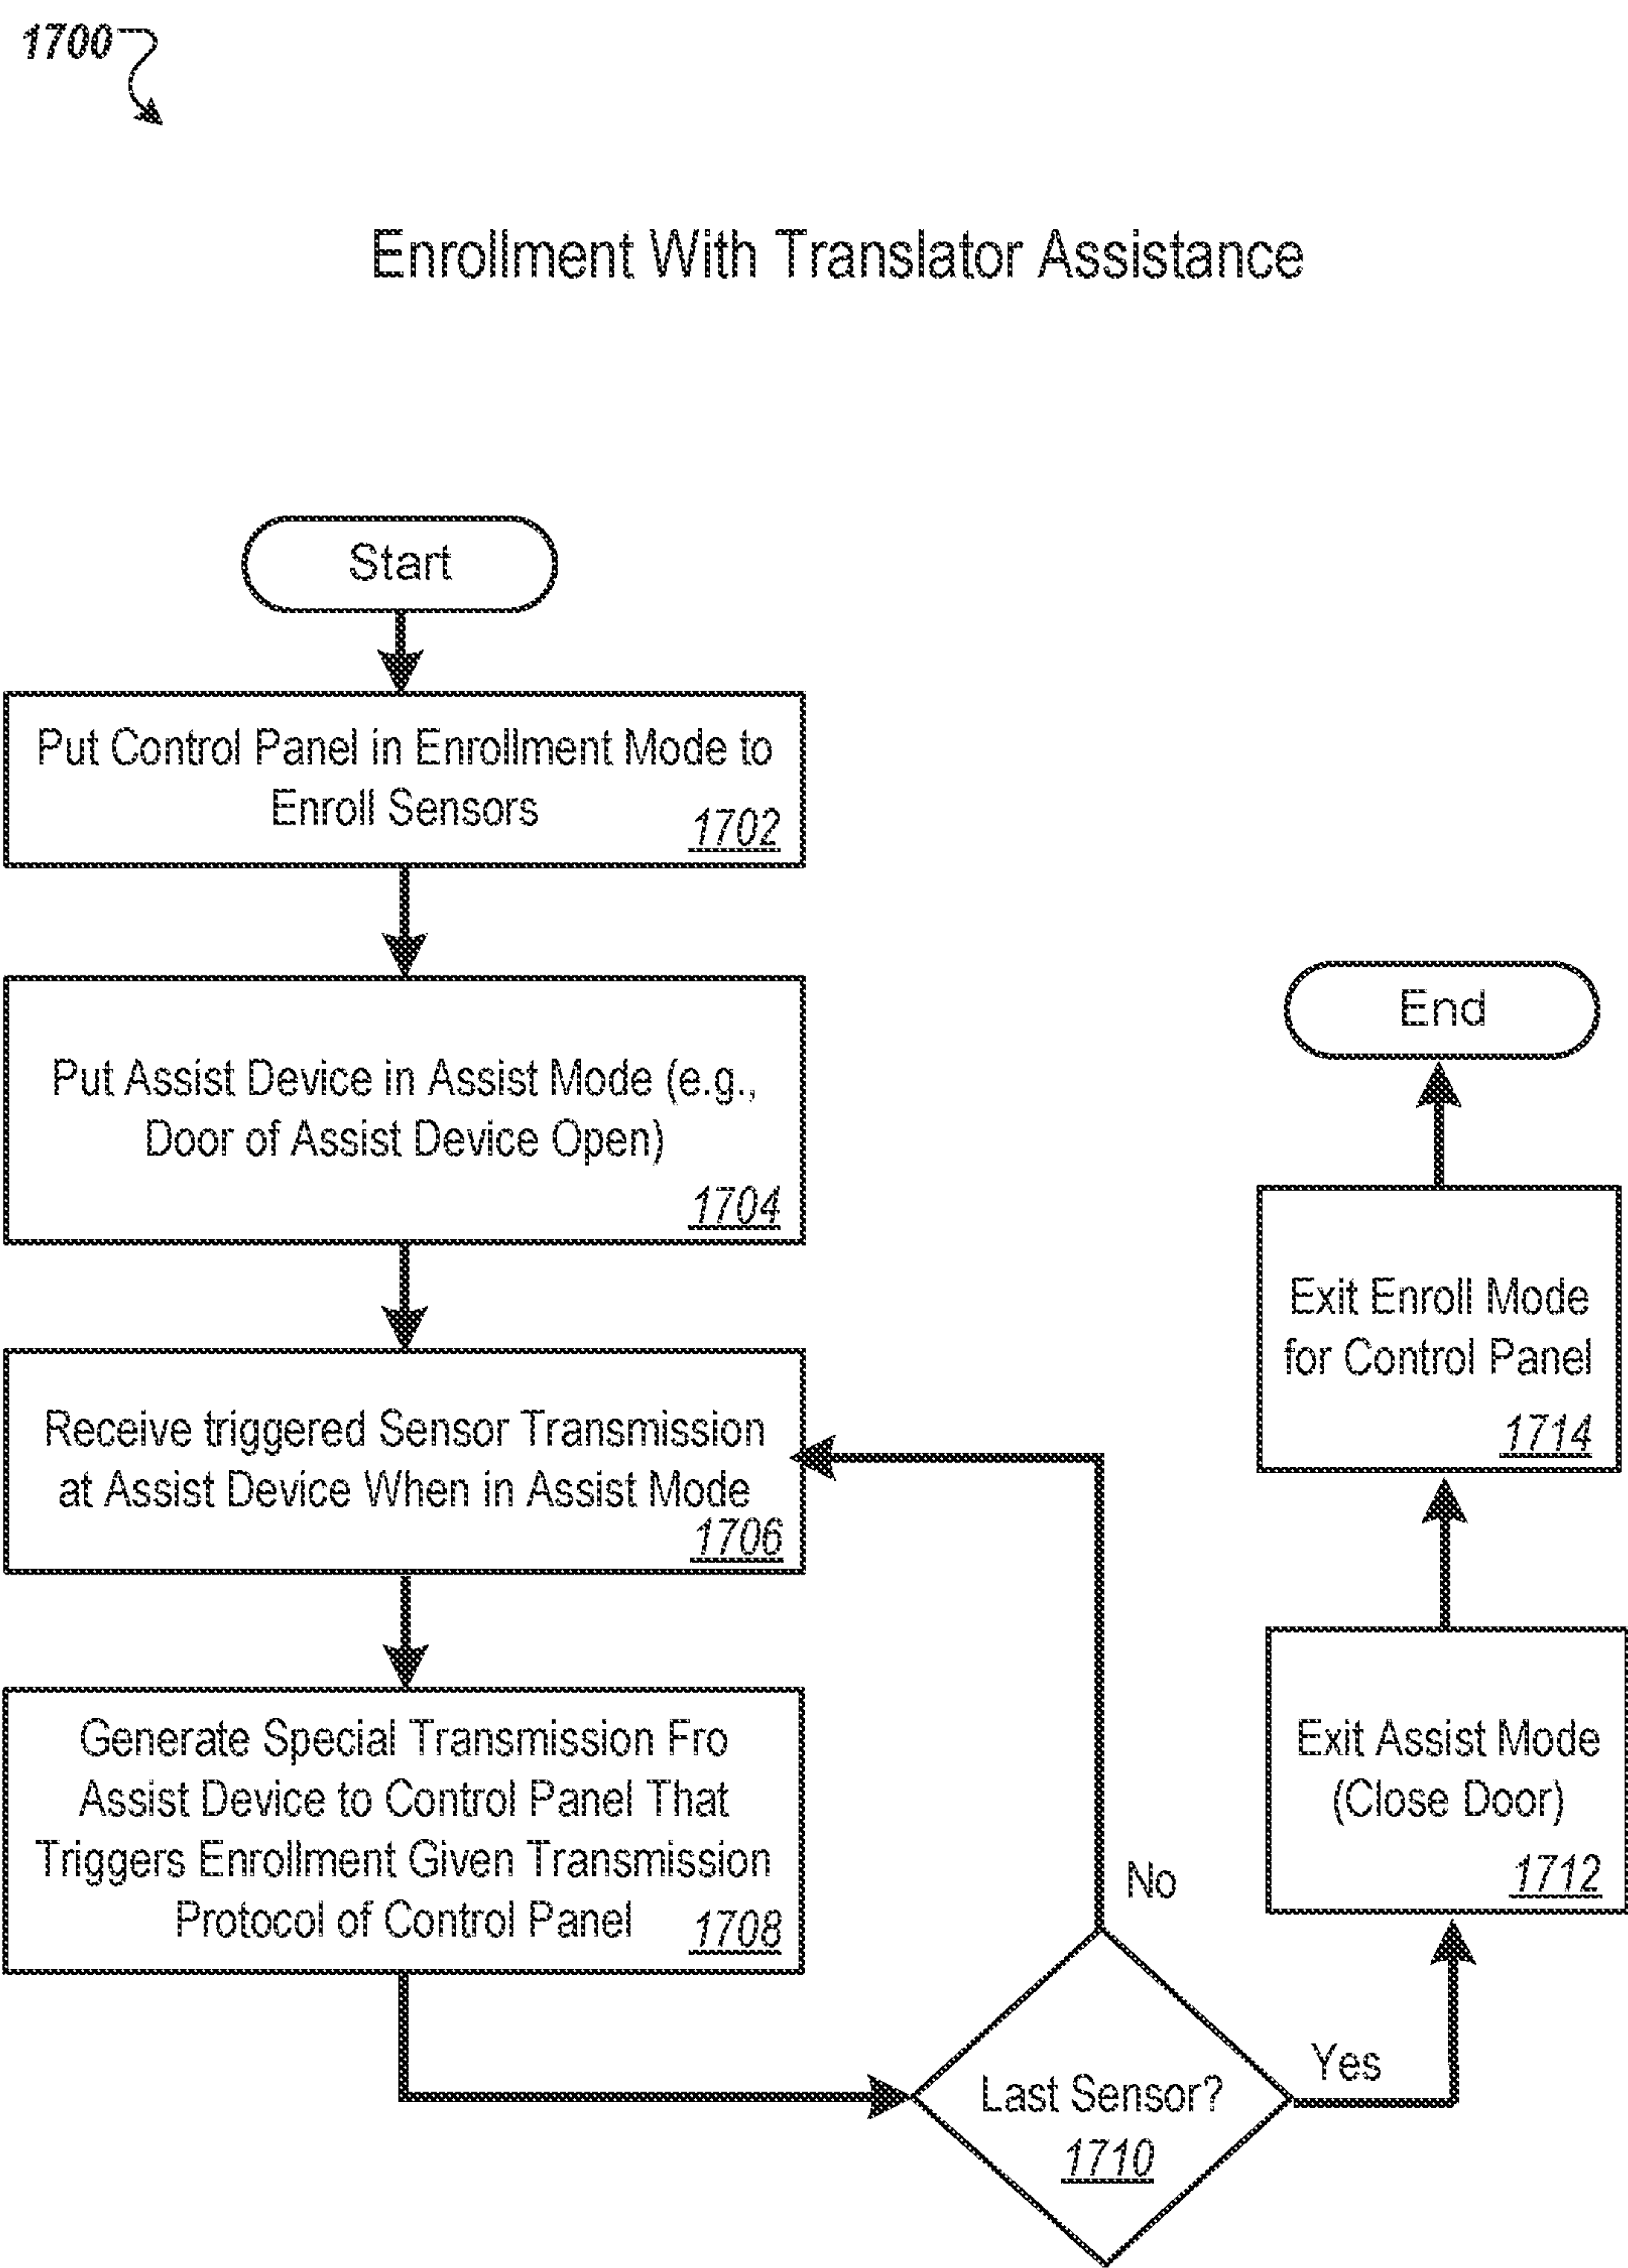 1700
Enrollment With Translator Assistance
Start
Put Control Panel in Enrollment Mode to
Enroll Sensors
1702
Put Assist Device in Assist Mode (e.g.,
Door of Assist Device Open)
1704
Receive triggered Sensor Transmission
at Assist Device When in Assist Mode
1706
Generate Special Transmission Fro
Assist Device to Control Panel That
Triggers Enrollment Given Transmission
Protocol of Control Panel
1708
Last Sensor?
1710
No
Yes
Exit Assist Mode
(Close Door)
1712
Exit Enroll Mode
for Control Panel
1714
End